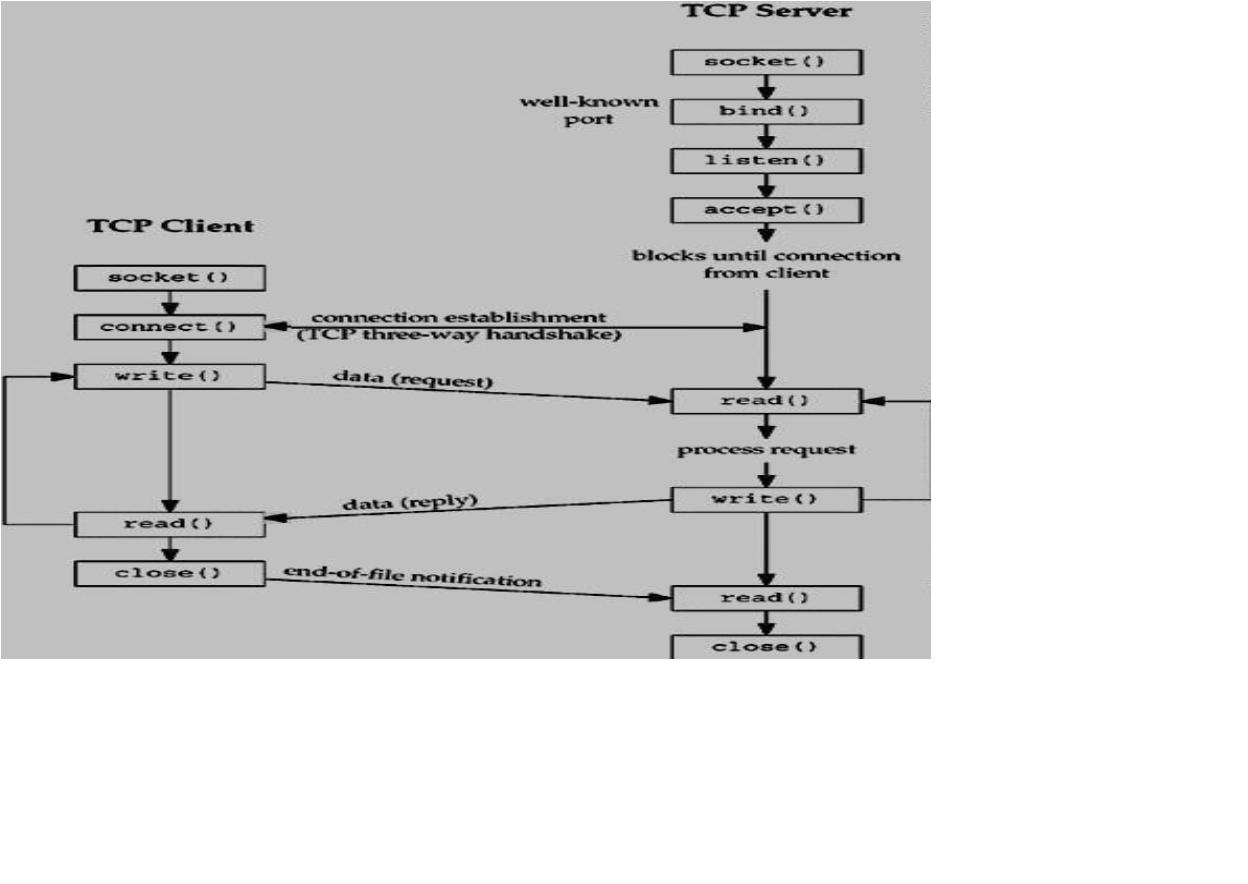 TCP Server
socket()
well-known
port
bind()
listen()
accept()
blocks until connection
from client
TCP Client
socket()
connect()
connection establishment
(TCP three-way handshake)
write()
data (request)
read()
process request
write()
data (reply)
read()
close()
end-of-file notification
read()
close()